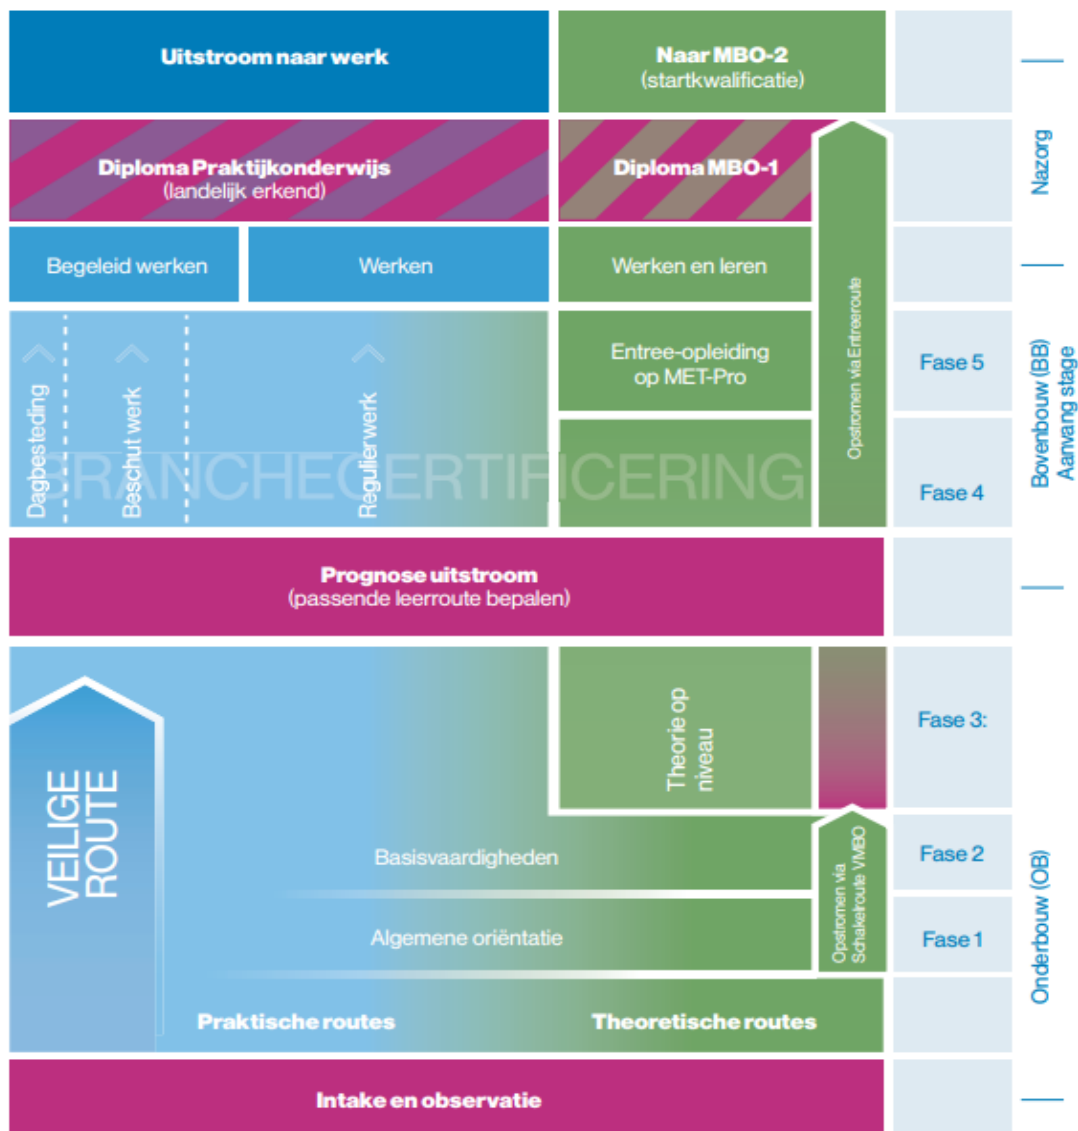 Uitstroom naar werk
Naar MBO-2
(startkwalificatie)
Diploma Praktijkonderwijs
(landelijk erkend)
Diploma MBO-1
Nazorg
Begeleid werken
Werken
Werken en leren
Opstromen via Entreeroute
Dagbesteding
Beschut werk
Regulier werk
Entree-opleiding
op MET-Pro
Fase 5
Bovenbouw (BB)
Aanvang stage
BRANCHECERTIFICERING
Fase 4
Prognose uitstroom
(passende leerroute bepalen)
VEILIGE
ROUTE
Theorie op
niveau
Fase 3:
Basisvaardigheden
Opstromen via
Schakelroute VMBO
Fase 2
Algemene oriëntatie
Fase 1
Onderbouw (OB)
Praktische routes
Theoretische routes
Intake en observatie